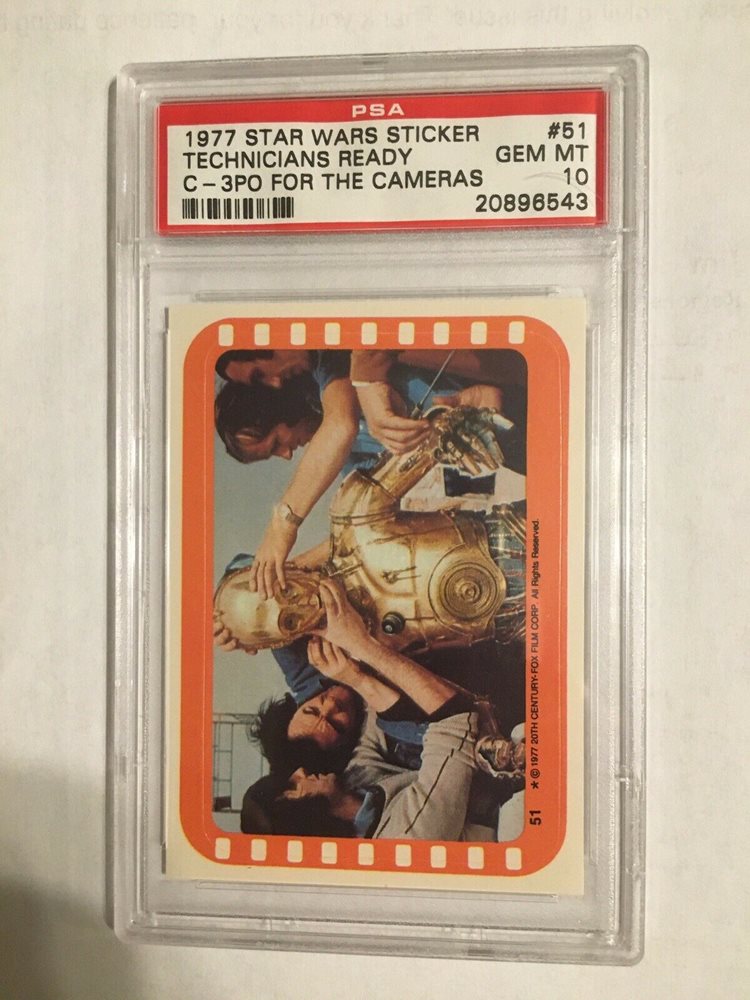 PSA
1977 STAR WARS STICKER #51
TECHNICIANS READY GEM MT
C-3PO FOR THE CAMERAS 10
20896543
51 ★ © 1977 20TH CENTURY-FOX FILM CORP. All Rights Reserved.